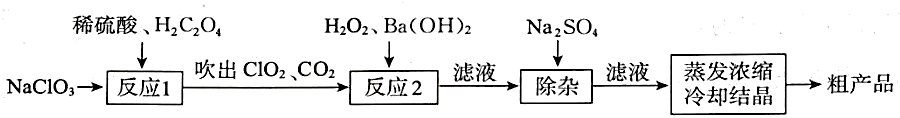 稀硫酸、H₂C₂O₄
H₂O₂、Ba(OH)₂
Na₂SO₄
NaClO₃
反应1
吹出ClO₂、CO₂
反应2
滤液
除杂
滤液
蒸发浓缩
冷却结晶
粗产品